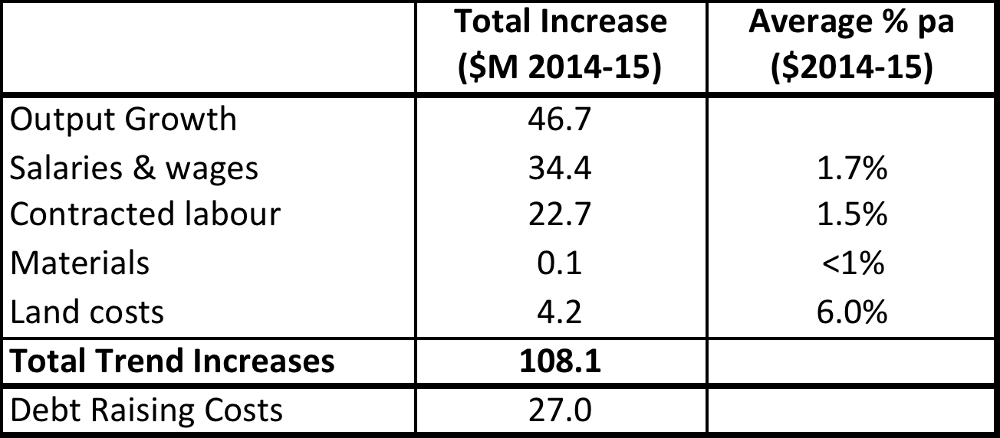 Total Increase Average % pa
($M 2014-15) ($2014-15)
Output Growth 46.7
Salaries & wages 34.4 1.7%
Contracted labour 22.7 1.5%
Materials 0.1 <1%
Land costs 4.2 6.0%
Total Trend Increases 108.1
Debt Raising Costs 27.0